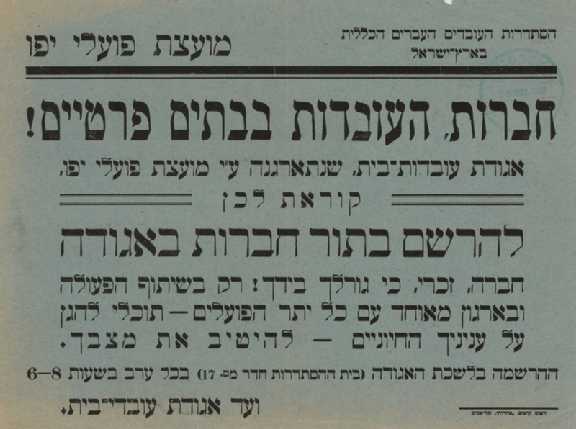 הסתדרות העובדים העברים הכללית
בארץ־ישראל
מועצת פועלי יפו
חברות, העובדות בבתים פרטיים!
אגודת עובדות־בית, שנתארגנה ע״י מועצת פועלי יפו,
קוראת לכן
להרשם בתור חברות באגודה
חברה, זכרי, כי גורלך בידך! רק בשיתוף הפעולה
ובארגון מאוחד עם כל יתר הפועלים — תוכלי להגן
על עניניך החיוניים — להיטיב את מצבך.
ההרשמה בלשכת האגודה (בית ההסתדרות חדר מס׳ 17) בכל ערב בשעות 6—8
ועד אגודת עובדי־בית.